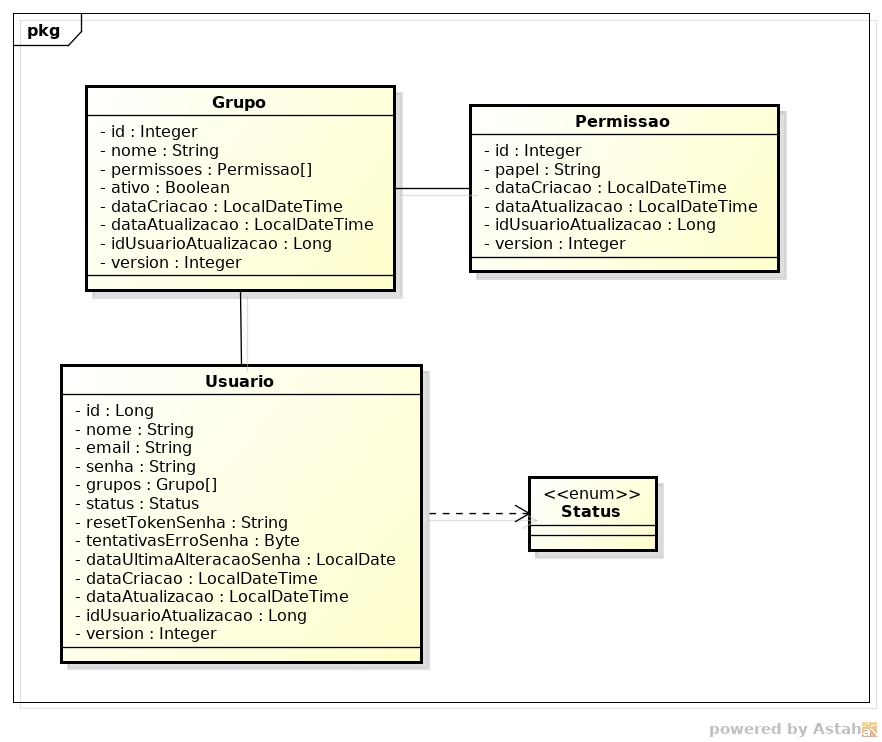 pkg
Grupo
- id : Integer
- nome : String
- permissoes : Permissao[]
- ativo : Boolean
- dataCriacao : LocalDateTime
- dataAtualizacao : LocalDateTime
- idUsuarioAtualizacao : Long
- version : Integer
Permissao
- id : Integer
- papel : String
- dataCriacao : LocalDateTime
- dataAtualizacao : LocalDateTime
- idUsuarioAtualizacao : Long
- version : Integer
Usuario
- id : Long
- nome : String
- email : String
- senha : String
- grupos : Grupo[]
- status : Status
- resetTokenSenha : String
- tentativasErroSenha : Byte
- dataUltimaAlteracaoSenha : LocalDate
- dataCriacao : LocalDateTime
- dataAtualizacao : LocalDateTime
- idUsuarioAtualizacao : Long
- version : Integer
<<enum>>
Status
powered by Astah